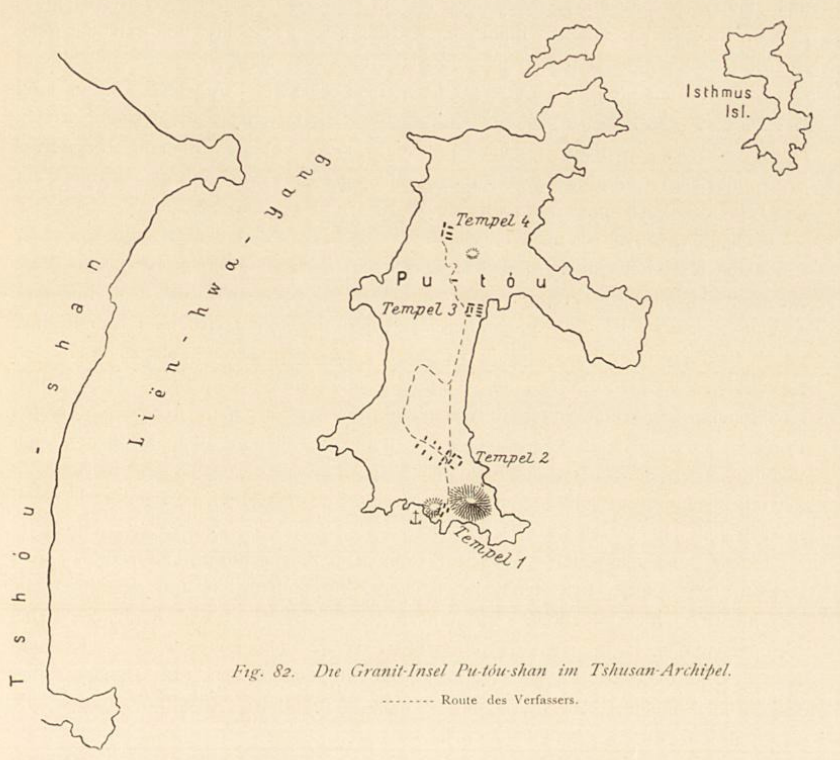 Isthmus
Isl.
Liën-hwa-yang
Tempel 4
Pu-tóu
Tempel 3
Tshóu-shan
Tempel 2
Tempel 1
Fig. 82. Die Granit-Insel Pu-tóu-shan im Tshusan-Archipel.
-------- Route des Verfassers.